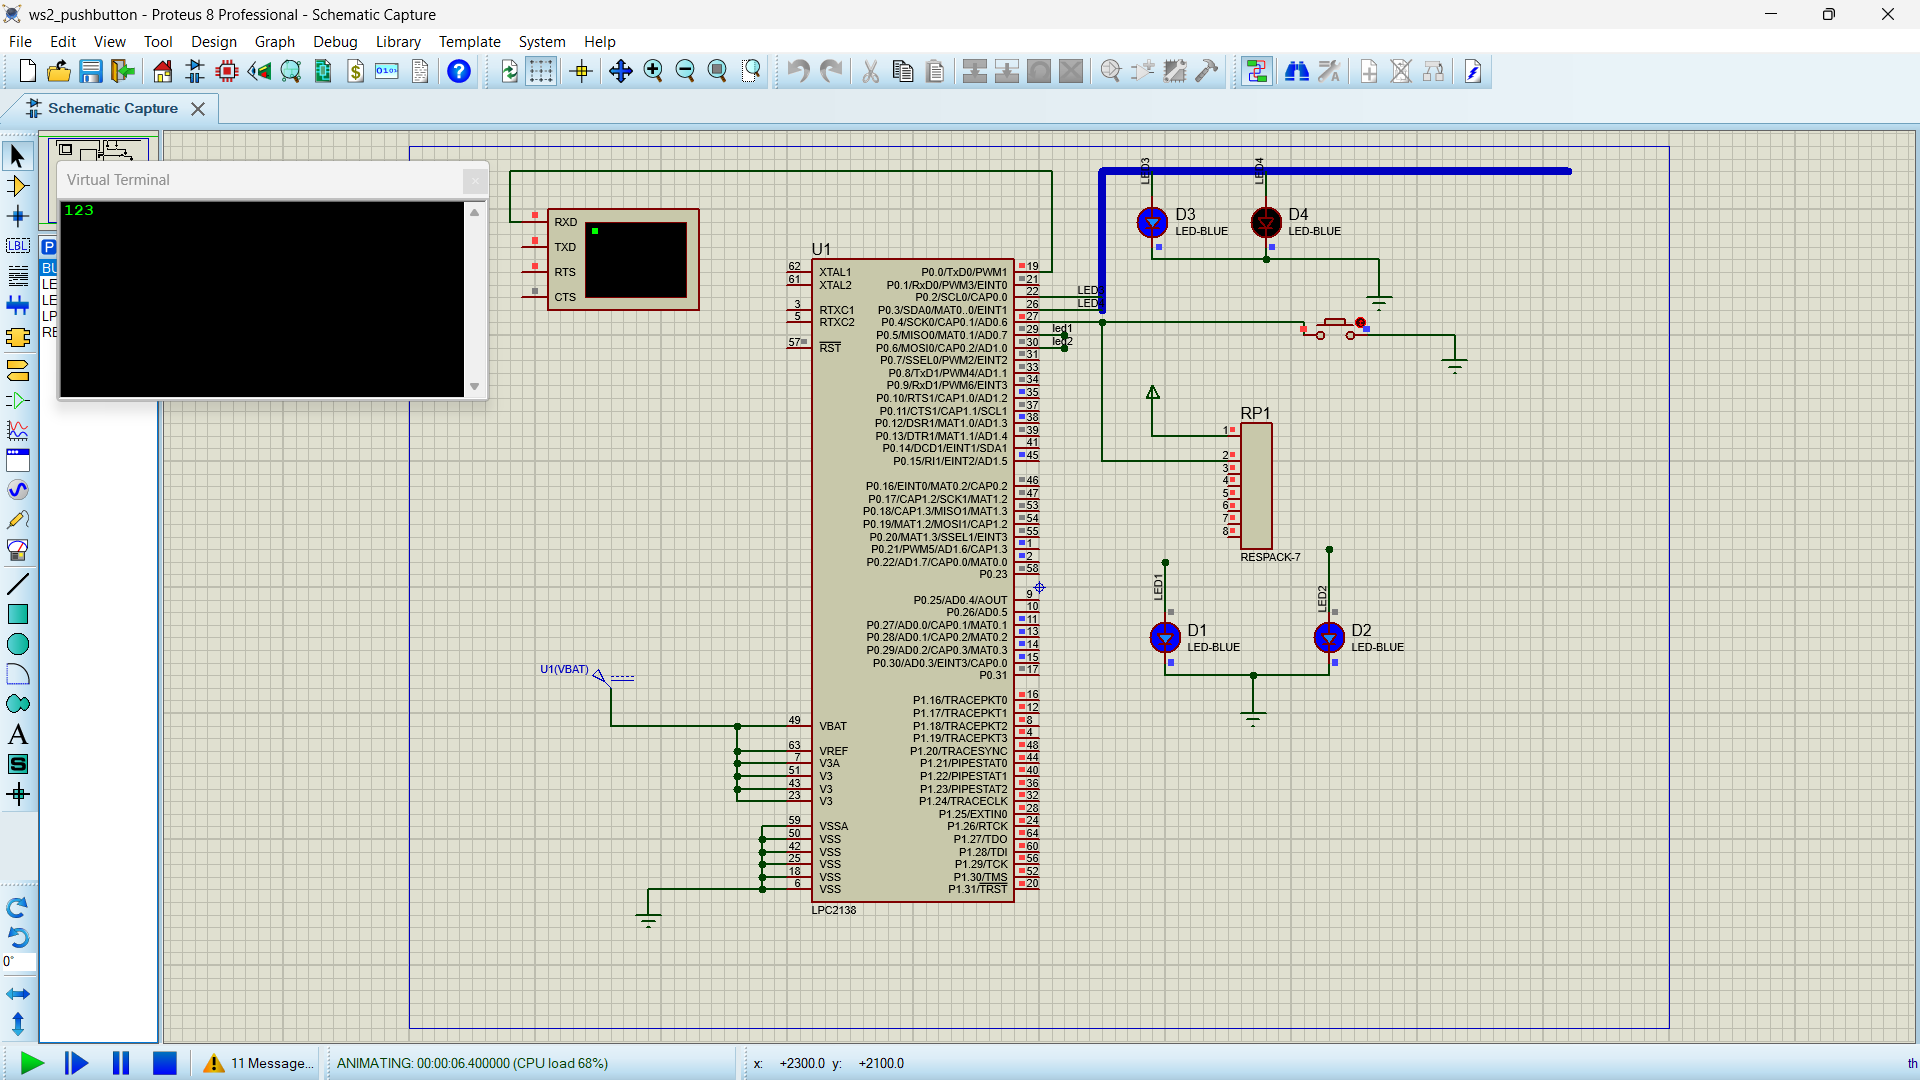 ws2_pushbutton - Proteus 8 Professional - Schematic Capture
File Edit View Tool Design Graph Debug Library Template System Help
Schematic Capture
Virtual Terminal
123
P
LBL
BU
LE
LE
LP
RE
A
S
0°
RXD
TXD
RTS
CTS
U1
62 XTAL1
61 XTAL2
3 RTXC1
5 RTXC2
57 RST
49 VBAT
63 VREF
7 V3A
51 V3
43 V3
23 V3
59 VSSA
50 VSS
42 VSS
25 VSS
18 VSS
6 VSS
P0.0/TxD0/PWM1 19
P0.1/RxD0/PWM3/EINT0 21
P0.2/SCL0/CAP0.0 22
P0.3/SDA0/MAT0..0/EINT1 26
P0.4/SCK0/CAP0.1/AD0.6 27
P0.5/MISO0/MAT0.1/AD0.7 29
P0.6/MOSI0/CAP0.2/AD1.0 30
P0.7/SSEL0/PWM2/EINT2 31
P0.8/TxD1/PWM4/AD1.1 33
P0.9/RxD1/PWM6/EINT3 34
P0.10/RTS1/CAP1.0/AD1.2 35
P0.11/CTS1/CAP1.1/SCL1 37
P0.12/DSR1/MAT1.0/AD1.3 38
P0.13/DTR1/MAT1.1/AD1.4 39
P0.14/DCD1/EINT1/SDA1 41
P0.15/RI1/EINT2/AD1.5 45
P0.16/EINT0/MAT0.2/CAP0.2 46
P0.17/CAP1.2/SCK1/MAT1.2 47
P0.18/CAP1.3/MISO1/MAT1.3 53
P0.19/MAT1.2/MOSI1/CAP1.2 54
P0.20/MAT1.3/SSEL1/EINT3 55
P0.21/PWM5/AD1.6/CAP1.3 1
P0.22/AD1.7/CAP0.0/MAT0.0 2
P0.23 58
P0.25/AD0.4/AOUT 9
P0.26/AD0.5 10
P0.27/AD0.0/CAP0.1/MAT0.1 11
P0.28/AD0.1/CAP0.2/MAT0.2 13
P0.29/AD0.2/CAP0.3/MAT0.3 14
P0.30/AD0.3/EINT3/CAP0.0 15
P0.31 17
P1.16/TRACEPKT0 16
P1.17/TRACEPKT1 12
P1.18/TRACEPKT2 8
P1.19/TRACEPKT3 4
P1.20/TRACESYNC 48
P1.21/PIPESTAT0 44
P1.22/PIPESTAT1 40
P1.23/PIPESTAT2 36
P1.24/TRACECLK 32
P1.25/EXTIN0 28
P1.26/RTCK 24
P1.27/TDO 64
P1.28/TDI 60
P1.29/TCK 56
P1.30/TMS 52
P1.31/TRST 20
LPC2138
U1(VBAT)
led1
led2
D3
LED-BLUE
D4
LED-BLUE
RP1
1
2
3
4
5
6
7
8
RESPACK-7
LED1
LED2
D1
LED-BLUE
D2
LED-BLUE
11 Message...
ANIMATING: 00:00:06.400000 (CPU load 68%)
x: +2300.0 y: +2100.0
th